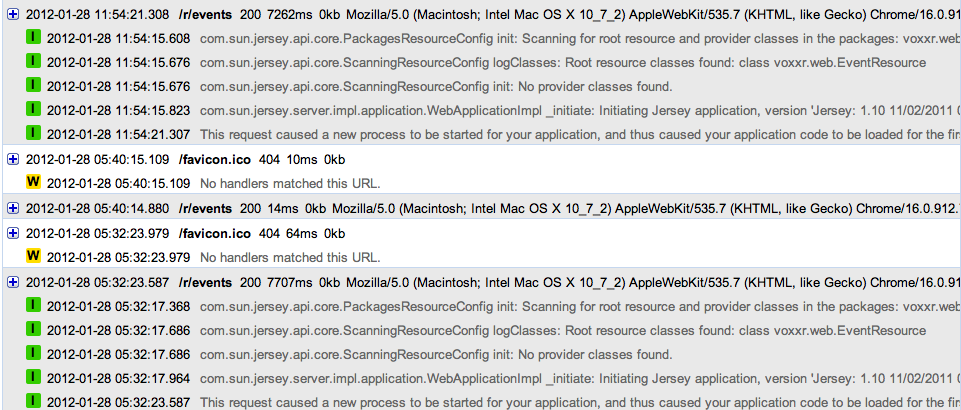 2012-01-28 11:54:21.308 /r/events 200 7262ms 0kb Mozilla/5.0 (Macintosh; Intel Mac OS X 10_7_2) AppleWebKit/535.7 (KHTML, like Gecko) Chrome/16.0.91
I 2012-01-28 11:54:15.608 com.sun.jersey.api.core.PackagesResourceConfig init: Scanning for root resource and provider classes in the packages: voxxr.web
I 2012-01-28 11:54:15.676 com.sun.jersey.api.core.ScanningResourceConfig logClasses: Root resource classes found: class voxxr.web.EventResource
I 2012-01-28 11:54:15.676 com.sun.jersey.api.core.ScanningResourceConfig init: No provider classes found.
I 2012-01-28 11:54:15.823 com.sun.jersey.server.impl.application.WebApplicationImpl _initiate: Initiating Jersey application, version 'Jersey: 1.10 11/02/2011 0
I 2012-01-28 11:54:21.307 This request caused a new process to be started for your application, and thus caused your application code to be loaded for the firs
2012-01-28 05:40:15.109 /favicon.ico 404 10ms 0kb
W 2012-01-28 05:40:15.109 No handlers matched this URL.
2012-01-28 05:40:14.880 /r/events 200 14ms 0kb Mozilla/5.0 (Macintosh; Intel Mac OS X 10_7_2) AppleWebKit/535.7 (KHTML, like Gecko) Chrome/16.0.912.
2012-01-28 05:32:23.979 /favicon.ico 404 64ms 0kb
W 2012-01-28 05:32:23.979 No handlers matched this URL.
2012-01-28 05:32:23.587 /r/events 200 7707ms 0kb Mozilla/5.0 (Macintosh; Intel Mac OS X 10_7_2) AppleWebKit/535.7 (KHTML, like Gecko) Chrome/16.0.91
I 2012-01-28 05:32:17.368 com.sun.jersey.api.core.PackagesResourceConfig init: Scanning for root resource and provider classes in the packages: voxxr.web
I 2012-01-28 05:32:17.686 com.sun.jersey.api.core.ScanningResourceConfig logClasses: Root resource classes found: class voxxr.web.EventResource
I 2012-01-28 05:32:17.686 com.sun.jersey.api.core.ScanningResourceConfig init: No provider classes found.
I 2012-01-28 05:32:17.964 com.sun.jersey.server.impl.application.WebApplicationImpl _initiate: Initiating Jersey application, version 'Jersey: 1.10 11/02/2011 0
I 2012-01-28 05:32:23.587 This request caused a new process to be started for your application, and thus caused your application code to be loaded for the firs